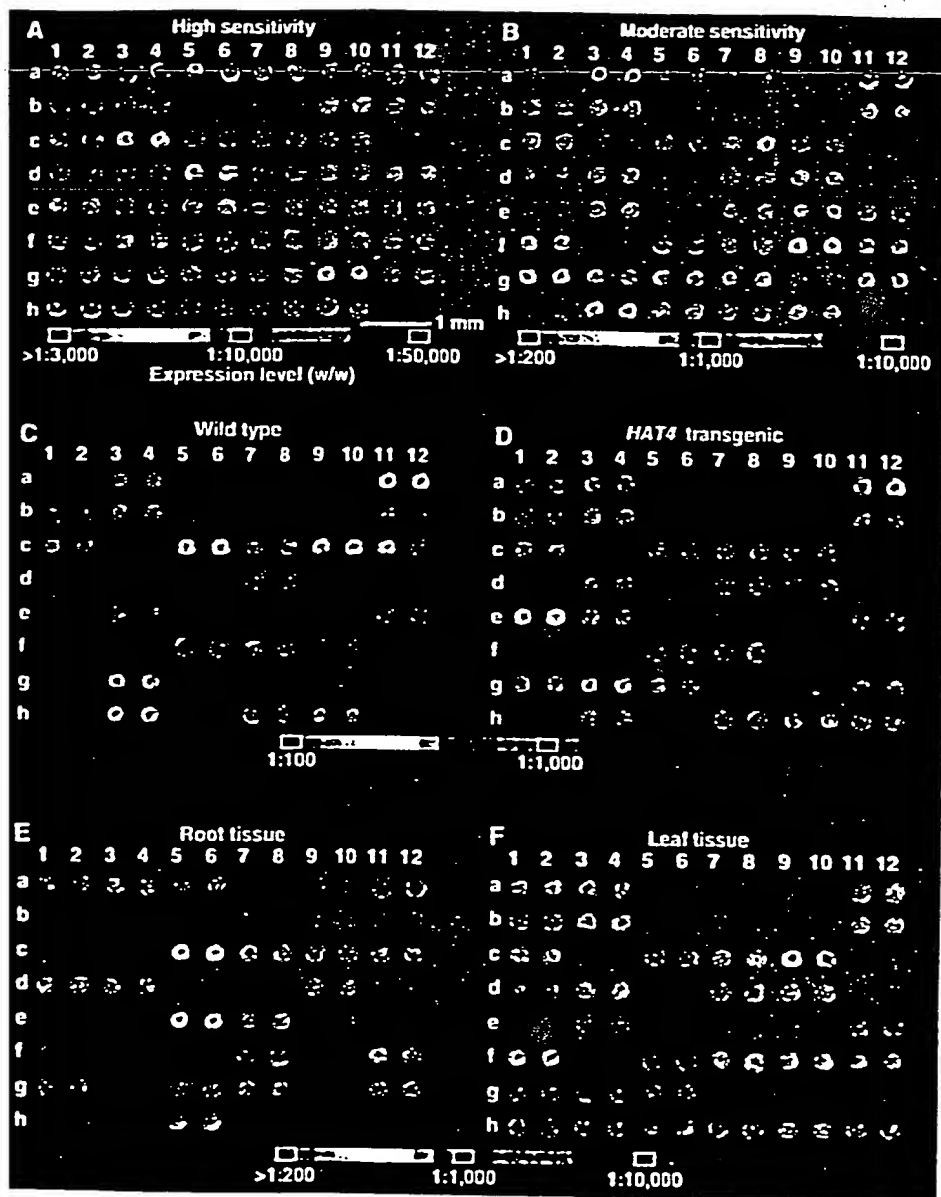 A High sensitivity
1 2 3 4 5 6 7 8 9 10 11 12
a
b
c
d
e
f
g
h
1 mm
>1:3,000 1:10,000 1:50,000
Expression level (w/w)
B Moderate sensitivity
1 2 3 4 5 6 7 8 9 10 11 12
a
b
c
d
e
f
g
h
>1:200 1:1,000 1:10,000
C Wild type
1 2 3 4 5 6 7 8 9 10 11 12
a
b
c
d
e
f
g
h
D HAT4 transgenic
1 2 3 4 5 6 7 8 9 10 11 12
a
b
c
d
e
f
g
h
1:100 1:1,000
E Root tissue
1 2 3 4 5 6 7 8 9 10 11 12
a
b
c
d
e
f
g
h
F Leaf tissue
1 2 3 4 5 6 7 8 9 10 11 12
a
b
c
d
e
f
g
h
>1:200 1:1,000 1:10,000